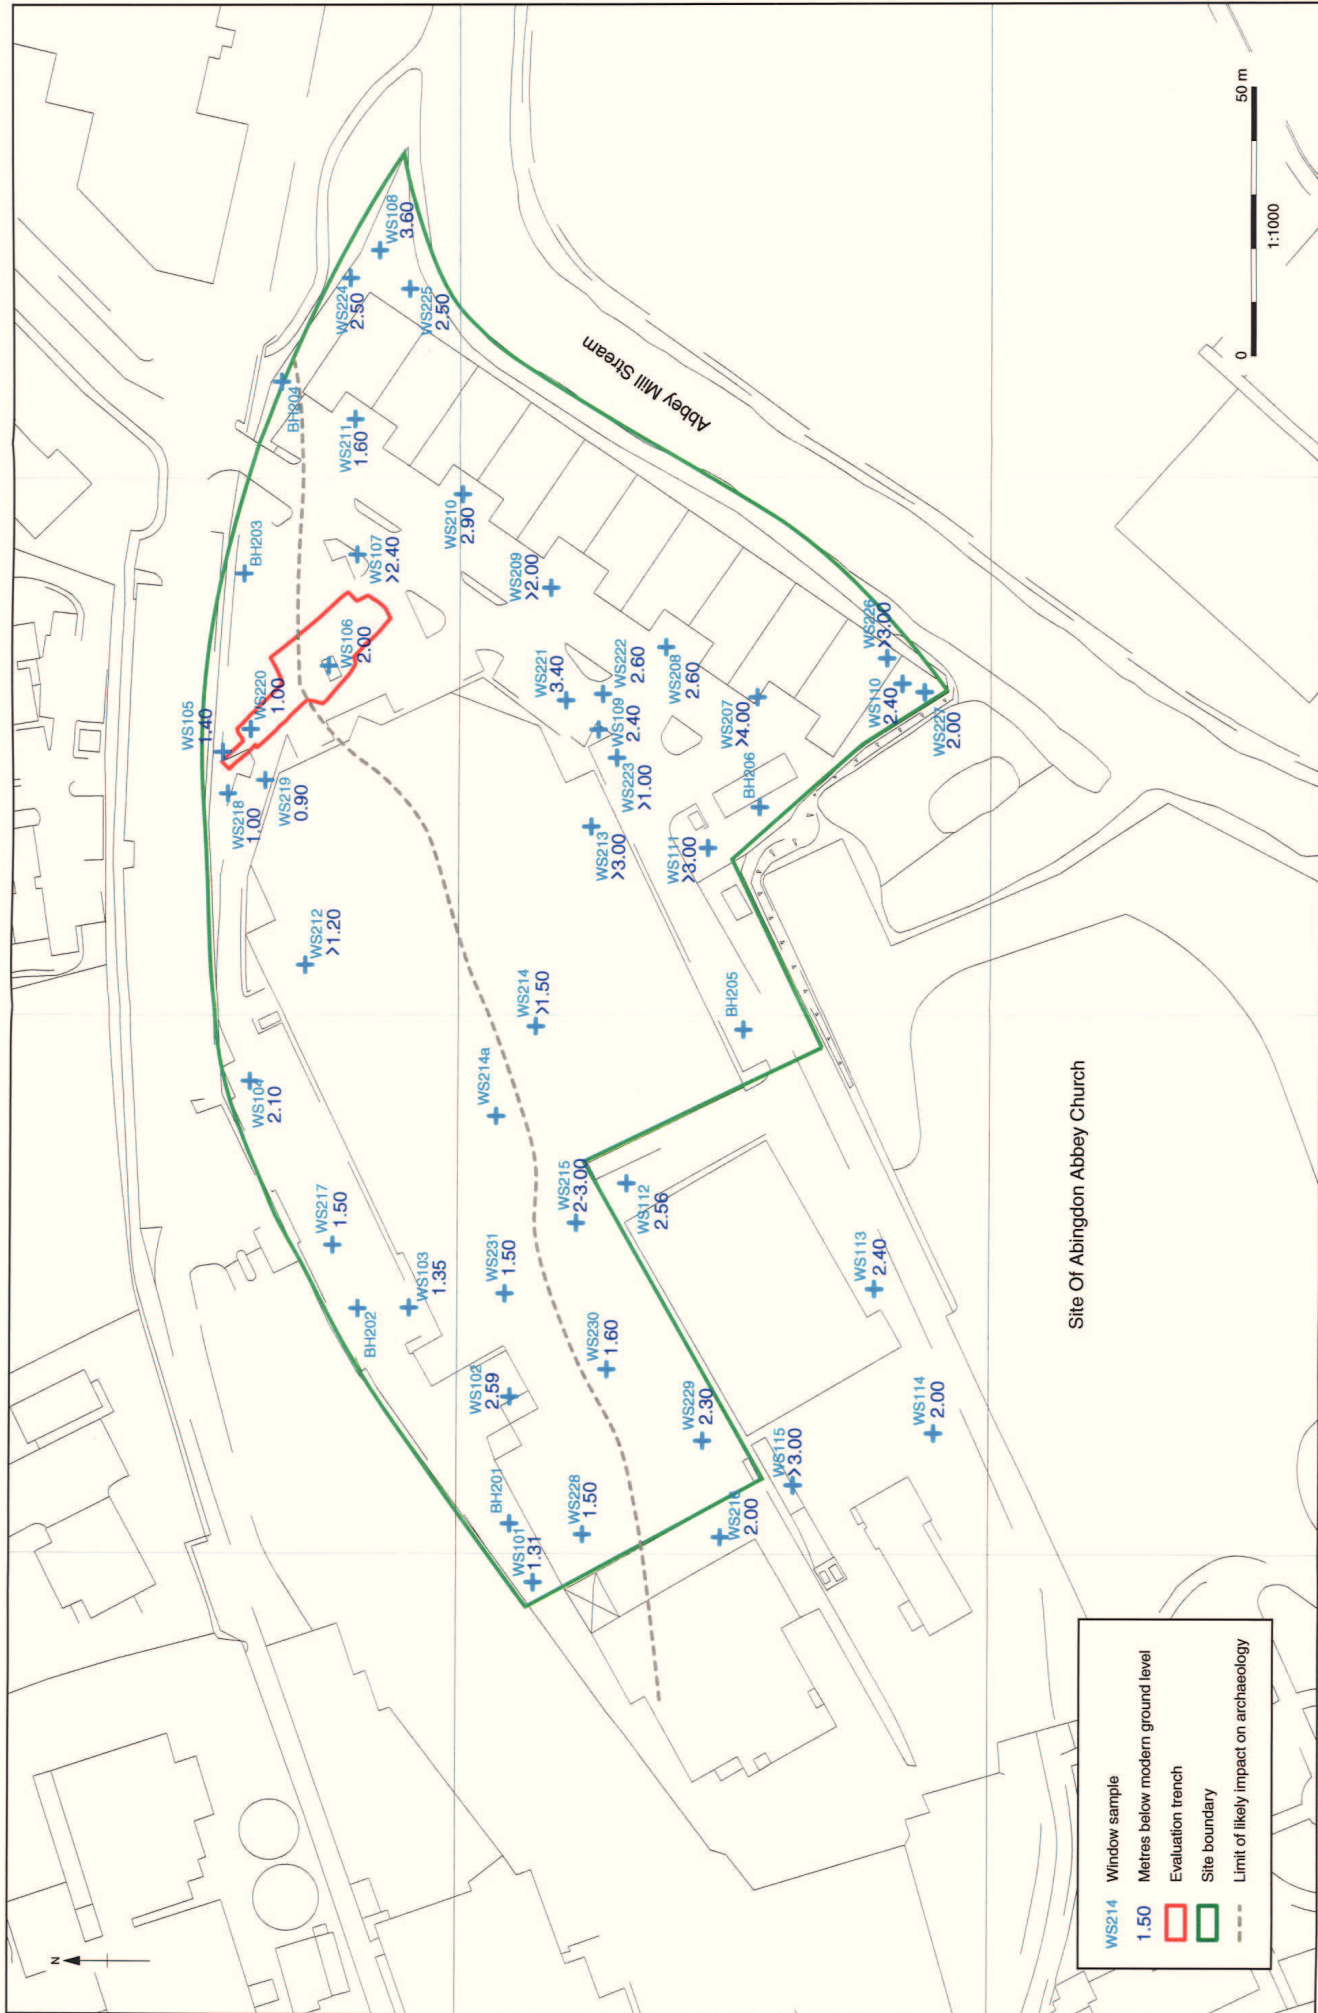 WS105
1.40
WS220
1.00
WS218
1.00
WS219
0.90
WS106
2.00
BH203
WS107
>2.40
BH204
WS211
1.60
WS224
2.50
WS108
3.60
WS225
2.50
WS210
2.90
WS209
>2.00
Abbey Mill Stream
WS221
3.40
WS222
2.60
WS109
2.40
WS223
>1.00
WS208
2.60
WS207
>4.00
BH206
WS213
>3.00
WS111
>3.00
WS226
>3.00
WS110
2.40
WS227
2.00
WS212
>1.20
WS214
>1.50
WS214a
BH205
WS104
2.10
WS217
1.50
BH202
WS103
1.35
WS231
1.50
WS215
2-3.00
WS112
2.56
WS230
1.60
WS102
2.59
WS229
2.30
BH201
WS228
1.50
WS101
1.31
WS216
2.00
WS115
>3.00
WS113
2.40
WS114
2.00
Site Of Abingdon Abbey Church
0
50 m
1:1000
N
WS214 Window sample
1.50 Metres below modern ground level
Evaluation trench
Site boundary
Limit of likely impact on archaeology